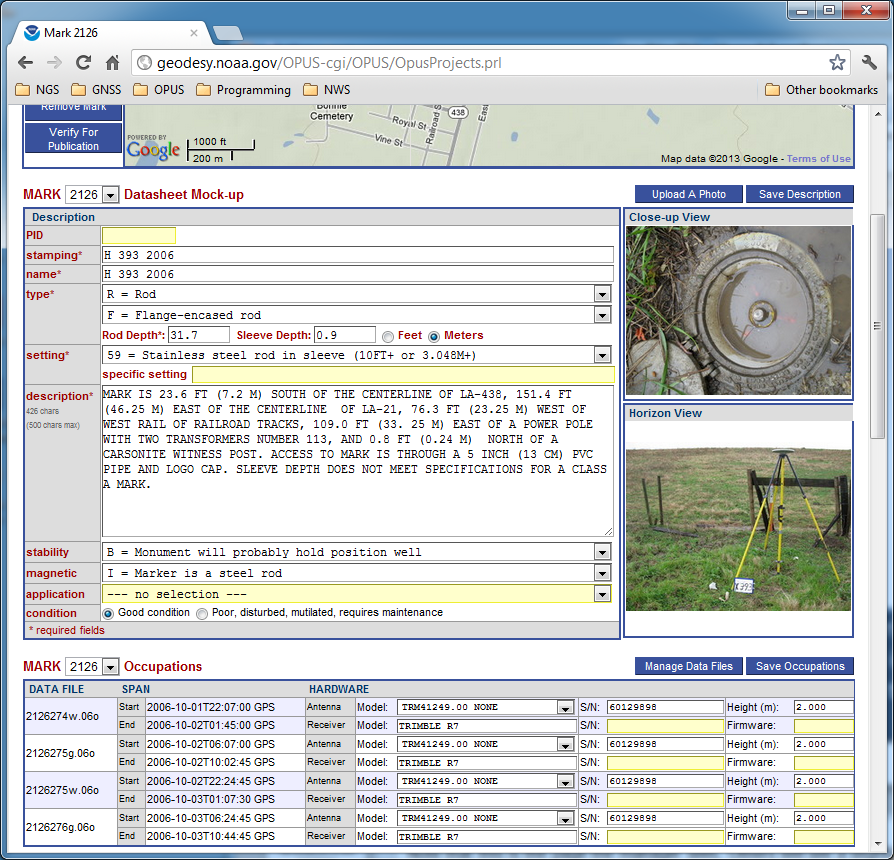 Mark 2126
geodesy.noaa.gov/OPUS-cgi/OPUS/OpusProjects.prl
NGS GNSS OPUS Programming NWS Other bookmarks
Remove Mark
Verify For
Publication
Bonnie
Cemetery
Royal St
Vine St
Railroad S
East
438
POWERED BY
Google
1000 ft
200 m
Map data ©2013 Google - Terms of Use
MARK 2126 Datasheet Mock-up Upload A Photo Save Description
Description
PID
stamping* H 393 2006
name* H 393 2006
type* R = Rod
F = Flange-encased rod
Rod Depth*: 31.7 Sleeve Depth: 0.9 Feet Meters
setting* 59 = Stainless steel rod in sleeve (10FT+ or 3.048M+)
specific setting
description*
426 chars
(500 chars max)
MARK IS 23.6 FT (7.2 M) SOUTH OF THE CENTERLINE OF LA-438, 151.4 FT
(46.25 M) EAST OF THE CENTERLINE  OF LA-21, 76.3 FT (23.25 M) WEST OF
WEST RAIL OF RAILROAD TRACKS, 109.0 FT (33. 25 M) EAST OF A POWER POLE
WITH TWO TRANSFORMERS NUMBER 113, AND 0.8 FT (0.24 M)  NORTH OF A
CARSONITE WITNESS POST. ACCESS TO MARK IS THROUGH A 5 INCH (13 CM) PVC
PIPE AND LOGO CAP. SLEEVE DEPTH DOES NOT MEET SPECIFICATIONS FOR A CLASS
A MARK.
stability B = Monument will probably hold position well
magnetic I = Marker is a steel rod
application --- no selection ---
condition Good condition Poor, disturbed, mutilated, requires maintenance
* required fields
Close-up View
Horizon View
MARK 2126 Occupations Manage Data Files Save Occupations
DATA FILE SPAN HARDWARE
2126274w.06o
Start 2006-10-01T22:07:00 GPS Antenna Model: TRM41249.00 NONE S/N: 60129898 Height (m): 2.000
End 2006-10-02T01:45:00 GPS Receiver Model: TRIMBLE R7 S/N: Firmware:
2126275g.06o
Start 2006-10-02T06:07:00 GPS Antenna Model: TRM41249.00 NONE S/N: 60129898 Height (m): 2.000
End 2006-10-02T10:02:45 GPS Receiver Model: TRIMBLE R7 S/N: Firmware:
2126275w.06o
Start 2006-10-02T22:24:45 GPS Antenna Model: TRM41249.00 NONE S/N: 60129898 Height (m): 2.000
End 2006-10-03T01:07:30 GPS Receiver Model: TRIMBLE R7 S/N: Firmware:
2126276g.06o
Start 2006-10-03T06:24:45 GPS Antenna Model: TRM41249.00 NONE S/N: 60129898 Height (m): 2.000
End 2006-10-03T10:44:45 GPS Receiver Model: TRIMBLE R7 S/N: Firmware: